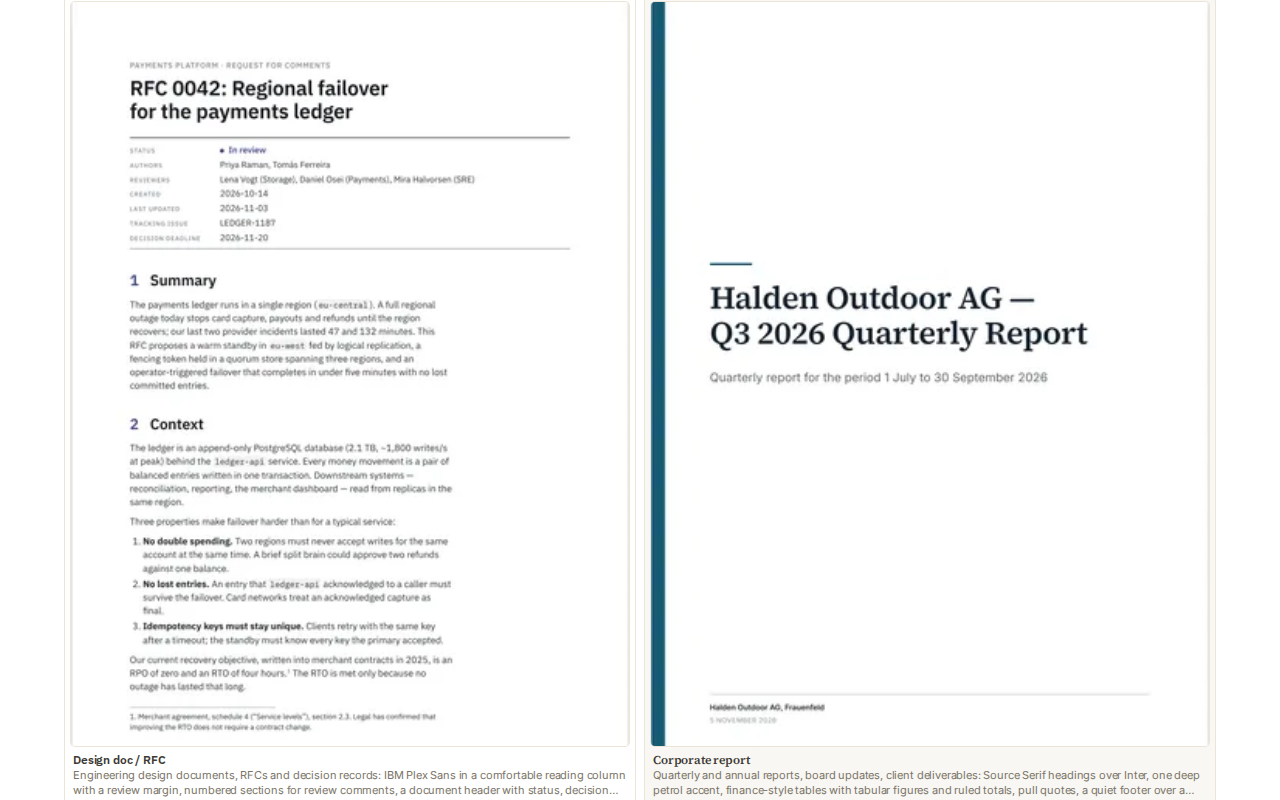 PAYMENTS PLATFORM · REQUEST FOR COMMENTS
RFC 0042: Regional failover
for the payments ledger
STATUS
• In review
AUTHORS
Priya Raman, Tomás Ferreira
REVIEWERS
Lena Vogt (Storage), Daniel Osei (Payments), Mira Halvorsen (SRE)
CREATED
2026-10-14
LAST UPDATED
2026-11-03
TRACKING ISSUE
LEDGER-1187
DECISION DEADLINE
2026-11-20
1 Summary
The payments ledger runs in a single region (eu-central). A full regional
outage today stops card capture, payouts and refunds until the region
recovers; our last two provider incidents lasted 47 and 132 minutes. This
RFC proposes a warm standby in eu-west fed by logical replication, a
fencing token held in a quorum store spanning three regions, and an
operator-triggered failover that completes in under five minutes with no lost
committed entries.
2 Context
The ledger is an append-only PostgreSQL database (2.1 TB, ~1,800 writes/s
at peak) behind the ledger-api service. Every money movement is a pair of
balanced entries written in one transaction. Downstream systems —
reconciliation, reporting, the merchant dashboard — read from replicas in the
same region.
Three properties make failover harder than for a typical service:
1. No double spending. Two regions must never accept writes for the same
account at the same time. A brief split brain could approve two refunds
against one balance.
2. No lost entries. An entry that ledger-api acknowledged to a caller must
survive the failover. Card networks treat an acknowledged capture as
final.
3. Idempotency keys must stay unique. Clients retry with the same key
after a timeout; the standby must know every key the primary accepted.
Our current recovery objective, written into merchant contracts in 2025, is an
RPO of zero and an RTO of four hours.¹ The RTO is met only because no
outage has lasted that long.
1. Merchant agreement, schedule 4 ("Service levels"), section 2.3. Legal has confirmed that
improving the RTO does not require a contract change.
Design doc / RFC
Engineering design documents, RFCs and decision records: IBM Plex Sans in a comfortable reading column
with a review margin, numbered sections for review comments, a document header with status, decision…
Halden Outdoor AG —
Q3 2026 Quarterly Report
Quarterly report for the period 1 July to 30 September 2026
Halden Outdoor AG, Frauenfeld
5 NOVEMBER 2026
Corporate report
Quarterly and annual reports, board updates, client deliverables: Source Serif headings over Inter, one deep
petrol accent, finance-style tables with tabular figures and ruled totals, pull quotes, a quiet footer over a…